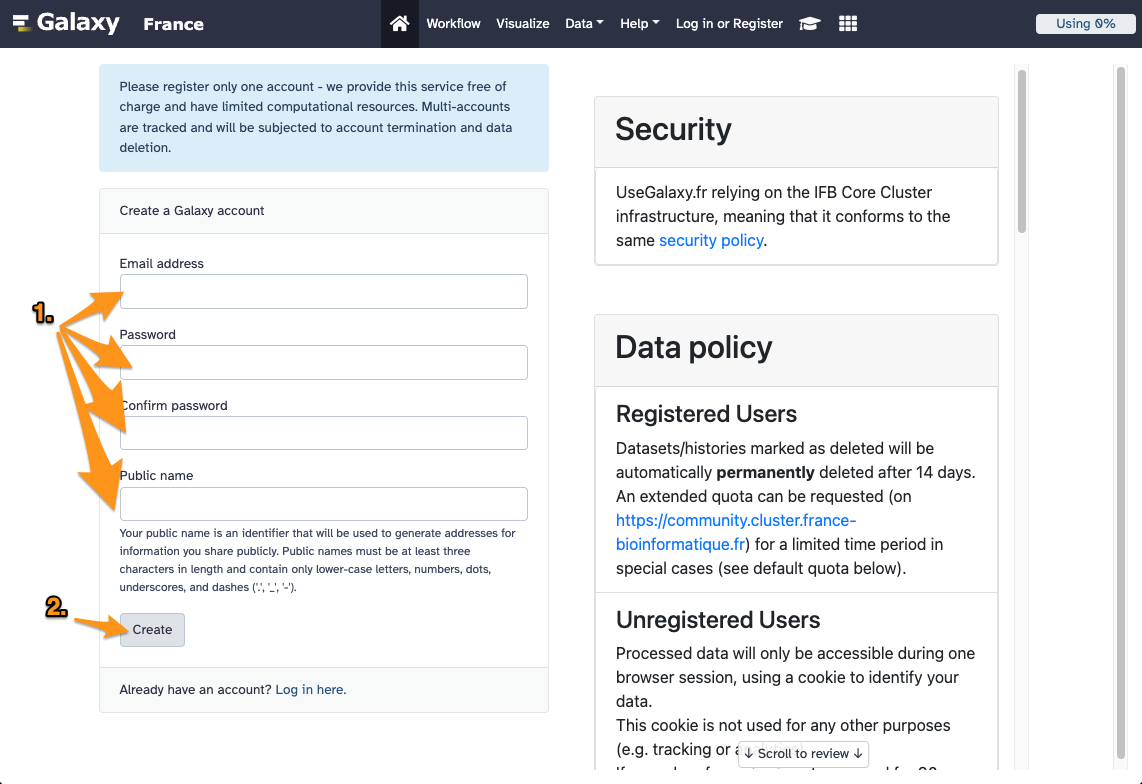 Galaxy France
Workflow Visualize Data Help Log in or Register Using 0%
Please register only one account - we provide this service free of
charge and have limited computational resources. Multi-accounts
are tracked and will be subjected to account termination and data
deletion.
Create a Galaxy account
Email address
1.
Password
Confirm password
Public name
Your public name is an identifier that will be used to generate addresses for
information you share publicly. Public names must be at least three
characters in length and contain only lower-case letters, numbers, dots,
underscores, and dashes ('.', '_', '-').
2.
Create
Already have an account? Log in here.
Security
UseGalaxy.fr relying on the IFB Core Cluster
infrastructure, meaning that it conforms to the
same security policy.
Data policy
Registered Users
Datasets/histories marked as deleted will be
automatically permanently deleted after 14 days.
An extended quota can be requested (on
https://community.cluster.france-
bioinformatique.fr) for a limited time period in
special cases (see default quota below).
Unregistered Users
Processed data will only be accessible during one
browser session, using a cookie to identify your
data.
This cookie is not used for any other purposes
(e.g. tracking or
↓ Scroll to review ↓